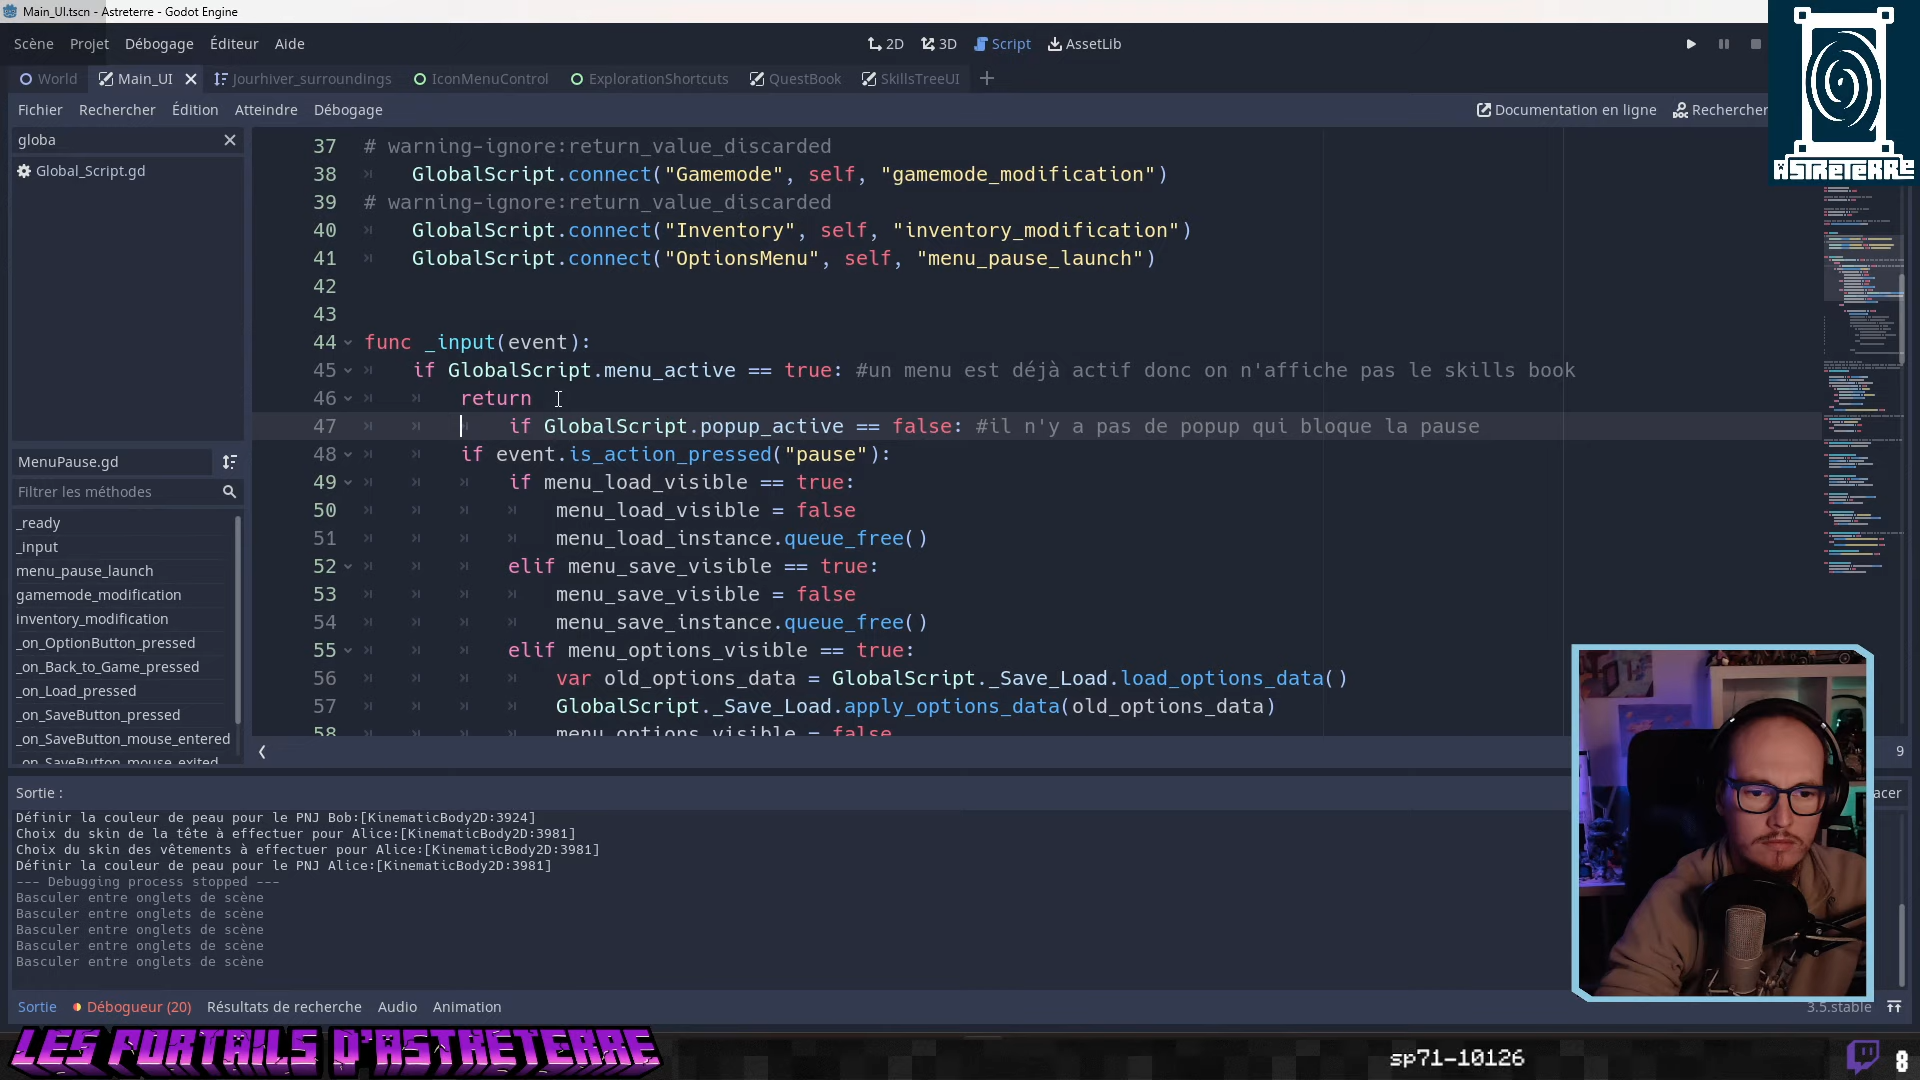 Main_UI.tscn - Astreterre - Godot Engine
Scène Projet Débogage Éditeur Aide
2D 3D Script AssetLib
World Main_UI Jourhiver_surroundings IconMenuControl ExplorationShortcuts QuestBook SkillsTreeUI
Fichier Rechercher Édition Atteindre Débogage
Documentation en ligne Rechercher
ASTRETERRE
globa
Global_Script.gd
MenuPause.gd
Filtrer les méthodes
_ready
_input
menu_pause_launch
gamemode_modification
inventory_modification
_on_OptionButton_pressed
_on_Back_to_Game_pressed
_on_Load_pressed
_on_SaveButton_pressed
_on_SaveButton_mouse_entered
_on_SaveButton_mouse_exited
37 # warning-ignore:return_value_discarded
38 GlobalScript.connect("Gamemode", self, "gamemode_modification")
39 # warning-ignore:return_value_discarded
40 GlobalScript.connect("Inventory", self, "inventory_modification")
41 GlobalScript.connect("OptionsMenu", self, "menu_pause_launch")
42
43
44 func _input(event):
45 if GlobalScript.menu_active == true: #un menu est déjà actif donc on n'affiche pas le skills book
46 return
47 if GlobalScript.popup_active == false: #il n'y a pas de popup qui bloque la pause
48 if event.is_action_pressed("pause"):
49 if menu_load_visible == true:
50 menu_load_visible = false
51 menu_load_instance.queue_free()
52 elif menu_save_visible == true:
53 menu_save_visible = false
54 menu_save_instance.queue_free()
55 elif menu_options_visible == true:
56 var old_options_data = GlobalScript._Save_Load.load_options_data()
57 GlobalScript._Save_Load.apply_options_data(old_options_data)
58 menu_options_visible = false
9
Sortie :
acer
Définir la couleur de peau pour le PNJ Bob:[KinematicBody2D:3924]
Choix du skin de la tête à effectuer pour Alice:[KinematicBody2D:3981]
Choix du skin des vêtements à effectuer pour Alice:[KinematicBody2D:3981]
Définir la couleur de peau pour le PNJ Alice:[KinematicBody2D:3981]
--- Debugging process stopped ---
Basculer entre onglets de scène
Basculer entre onglets de scène
Basculer entre onglets de scène
Basculer entre onglets de scène
Basculer entre onglets de scène
Sortie Débogueur (20) Résultats de recherche Audio Animation
3.5.stable
LES PORTAILS D'ASTRETERRE
sp71-10126
8